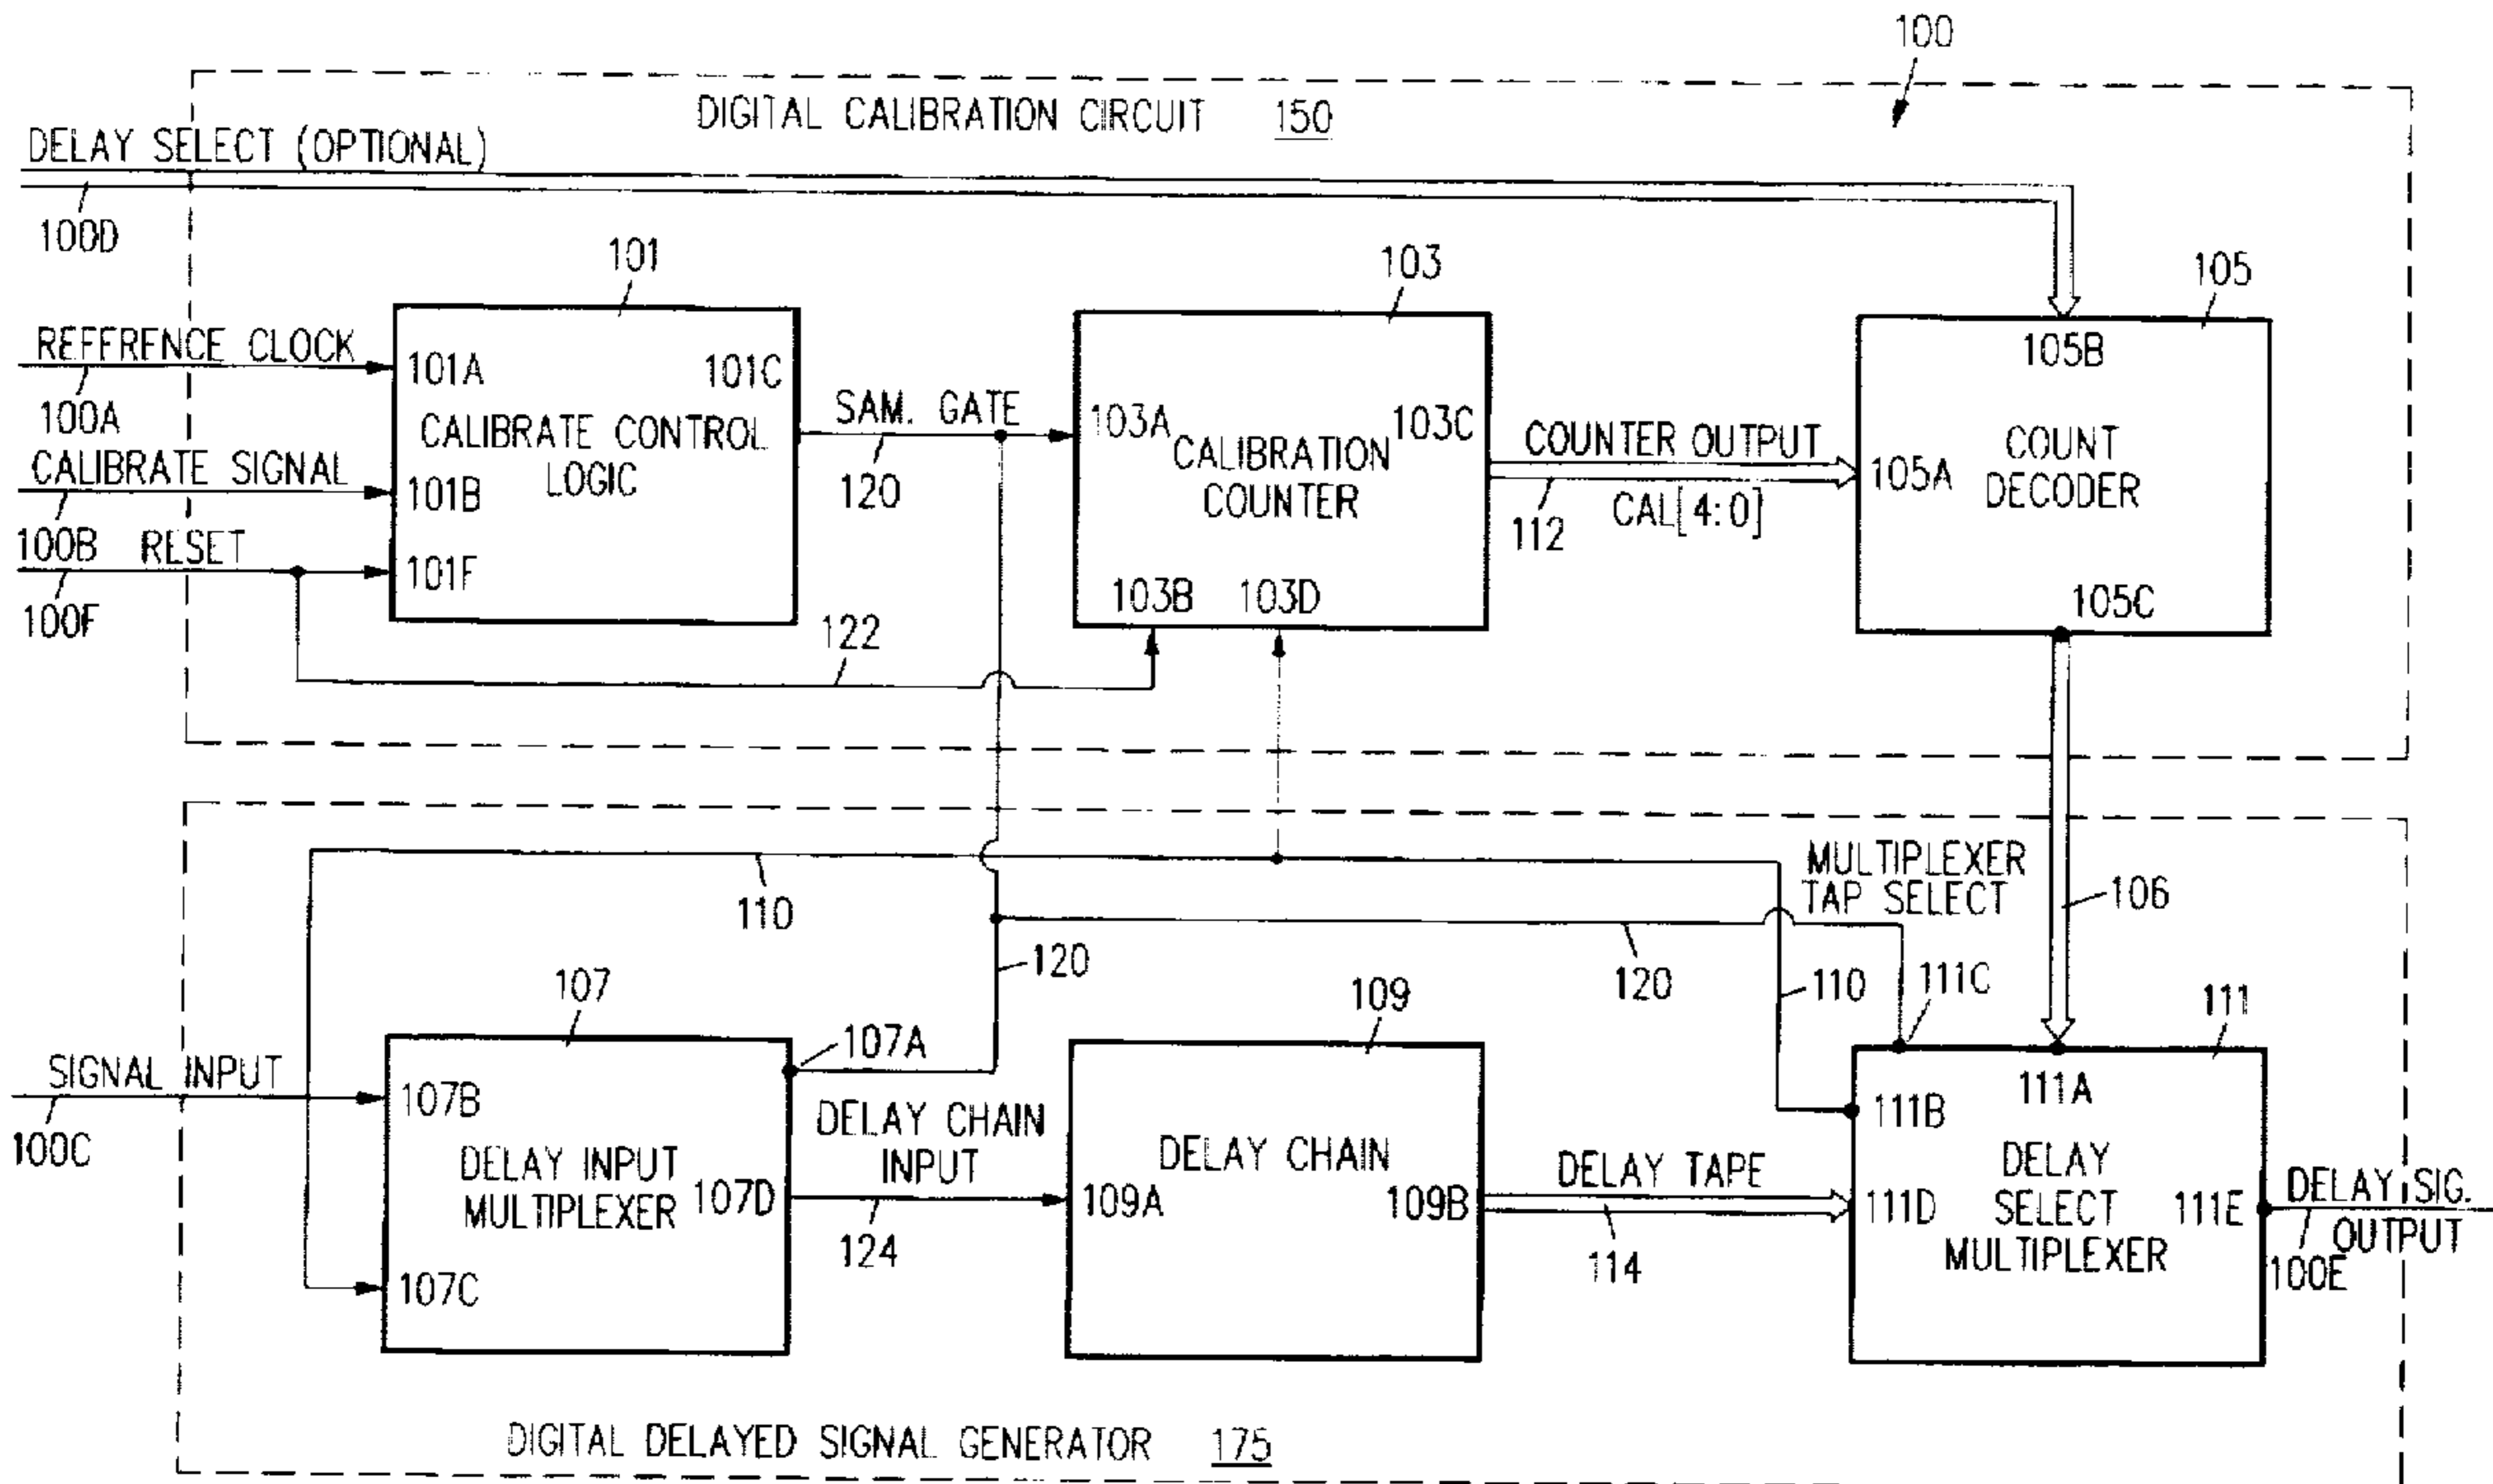 100
DIGITAL CALIBRATION CIRCUIT 150
DELAY SELECT (OPTIONAL)
100D
101
103
105
REFERENCE CLOCK
100A
101A
101C
CALIBRATE CONTROL
LOGIC
CALIBRATE SIGNAL
100B
101B
RESET
100F
101F
SAM. GATE
120
103A
103C
CALIBRATION
COUNTER
103B
103D
COUNTER OUTPUT
CAL[4:0]
112
105B
105A
COUNT
DECODER
105C
122
110
MULTIPLEXER
TAP SELECT
106
120
120
110
111C
107
107A
109
111
SIGNAL INPUT
100C
107B
DELAY INPUT
MULTIPLEXER
107D
107C
DELAY CHAIN
INPUT
124
DELAY CHAIN
109A
109B
DELAY TAPE
114
111A
111B
DELAY
SELECT
MULTIPLEXER
111D
111E
DELAY SIG.
OUTPUT
100E
DIGITAL DELAYED SIGNAL GENERATOR 175